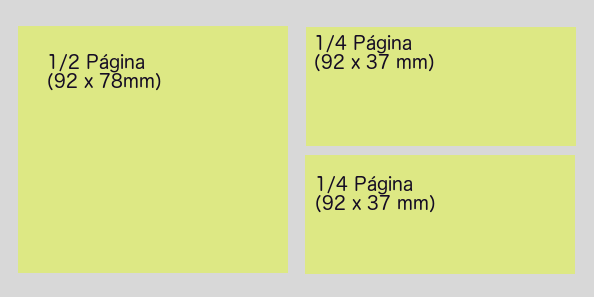 1/2 Página
(92 x 78mm)
1/4 Página
(92 x 37 mm)
1/4 Página
(92 x 37 mm)